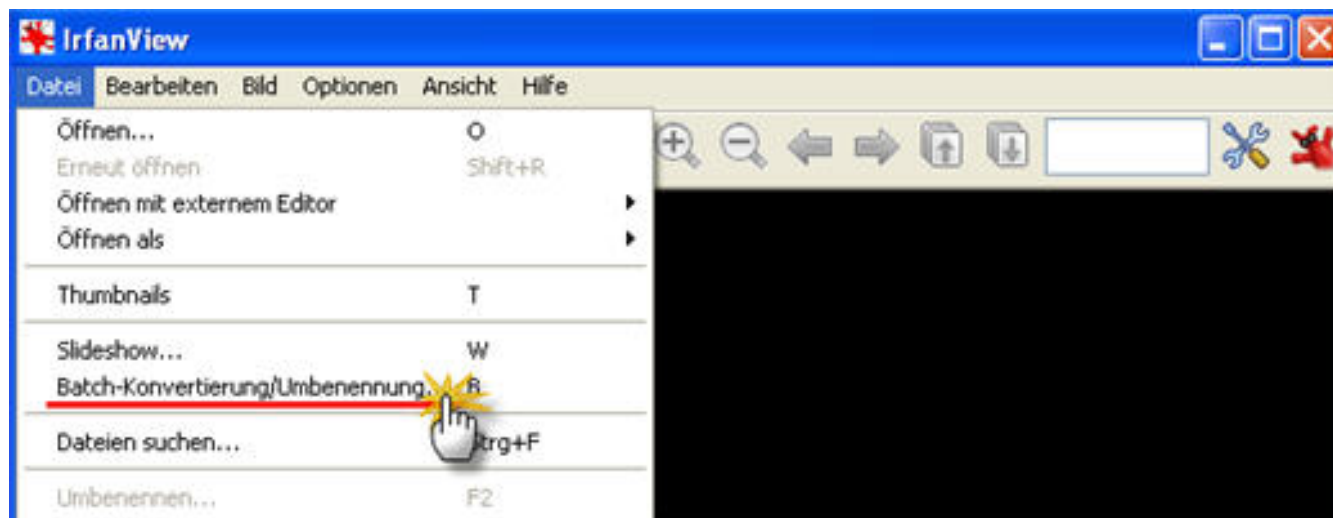 IrfanView
Datei Bearbeiten Bild Optionen Ansicht Hilfe
Öffnen... O
Erneut öffnen Shift+R
Öffnen mit externem Editor
Öffnen als
Thumbnails T
Slideshow... W
Batch-Konvertierung/Umbenennung... B
Dateien suchen... Strg+F
Umbenennen... F2